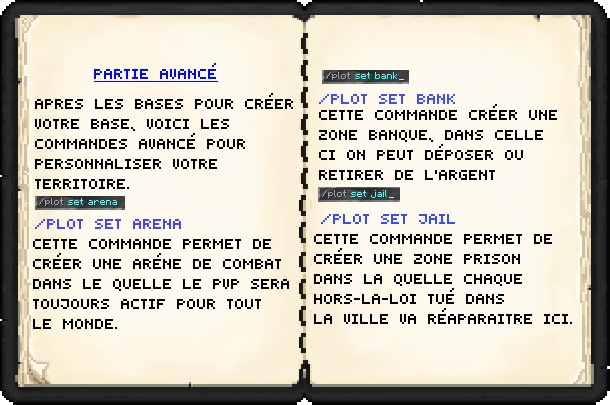 PARTIE AVANCÉ
APRES LES BASES POUR CRÉER
VOTRE BASE, VOICI LES
COMMANDES AVANCÉ POUR
PERSONNALISER VOTRE
TERRITOIRE.
/plot set arena
/PLOT SET ARENA
CETTE COMMANDE PERMET DE
CRÉER UNE ARÉNE DE COMBAT
DANS LE QUELLE LE PVP SERA
TOUJOURS ACTIF POUR TOUT
LE MONDE.
/plot set bank_
/PLOT SET BANK
CETTE COMMANDE CRÉER UNE
ZONE BANQUE, DANS CELLE
CI ON PEUT DÉPOSER OU
RETIRER DE L'ARGENT
/plot set jail_
/PLOT SET JAIL
CETTE COMMANDE PERMET DE
CRÉER UNE ZONE PRISON
DANS LA QUELLE CHAQUE
HORS-LA-LOI TUÉ DANS
LA VILLE VA RÉAPARAITRE ICI.